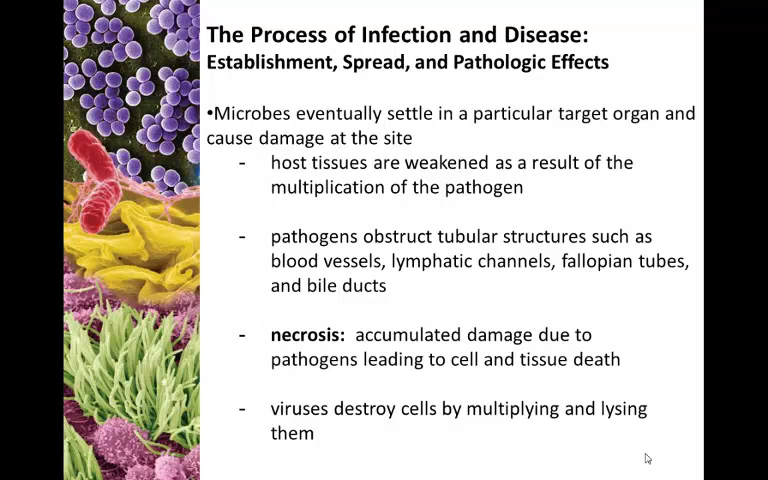 The Process of Infection and Disease:
Establishment, Spread, and Pathologic Effects
•Microbes eventually settle in a particular target organ and
cause damage at the site
- host tissues are weakened as a result of the
multiplication of the pathogen
- pathogens obstruct tubular structures such as
blood vessels, lymphatic channels, fallopian tubes,
and bile ducts
- necrosis: accumulated damage due to
pathogens leading to cell and tissue death
- viruses destroy cells by multiplying and lysing
them